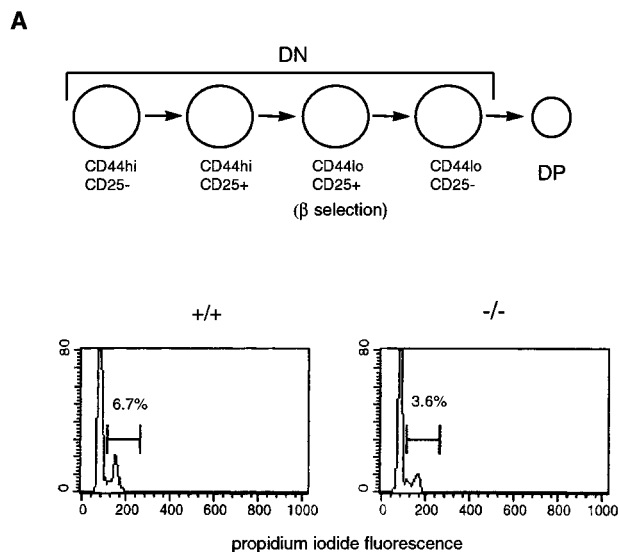 A
DN
CD44hi CD44hi CD44lo CD44lo
CD25- CD25+ CD25+ CD25-
DP
(β selection)
+/+ -/-
80 80
6.7% 3.6%
0 0
0 200 400 600 800 1000 0 200 400 600 800 1000
propidium iodide fluorescence